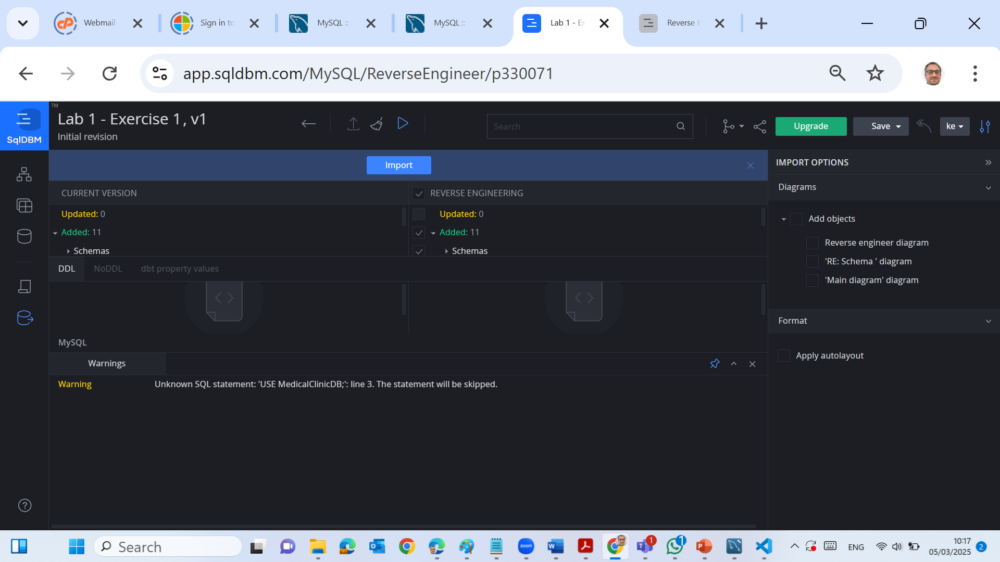 Webmail
Sign in to
MySQL ::
MySQL ::
Lab 1 - Ex
Reverse E
app.sqldbm.com/MySQL/ReverseEngineer/p330071
SqlDBM
TM
Lab 1 - Exercise 1, v1
Initial revision
Search
Upgrade
Save
ke
Import
IMPORT OPTIONS
CURRENT VERSION
REVERSE ENGINEERING
Diagrams
Updated: 0
Updated: 0
Added: 11
Added: 11
Add objects
Schemas
Schemas
Reverse engineer diagram
'RE: Schema ' diagram
'Main diagram' diagram
DDL
NoDDL
dbt property values
Format
MySQL
Apply autolayout
Warnings
Warning
Unknown SQL statement: 'USE MedicalClinicDB;': line 3. The statement will be skipped.
Search
zoom
1
1
ENG
10:17
05/03/2025
2